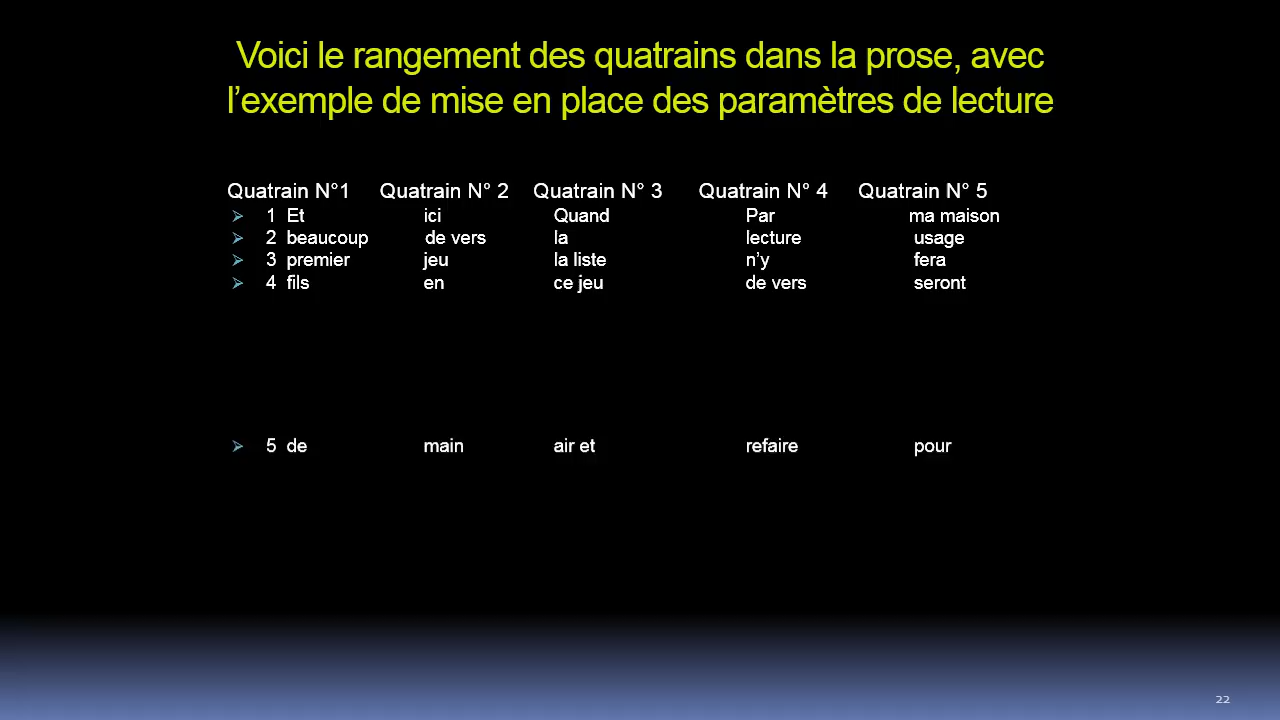 Voici le rangement des quatrains dans la prose, avec
l’exemple de mise en place des paramètres de lecture
Quatrain N°1 Quatrain N° 2 Quatrain N° 3 Quatrain N° 4 Quatrain N° 5
1 Et ici Quand Par ma maison
2 beaucoup de vers la lecture usage
3 premier jeu la liste n’y fera
4 fils en ce jeu de vers seront
5 de main air et refaire pour
22